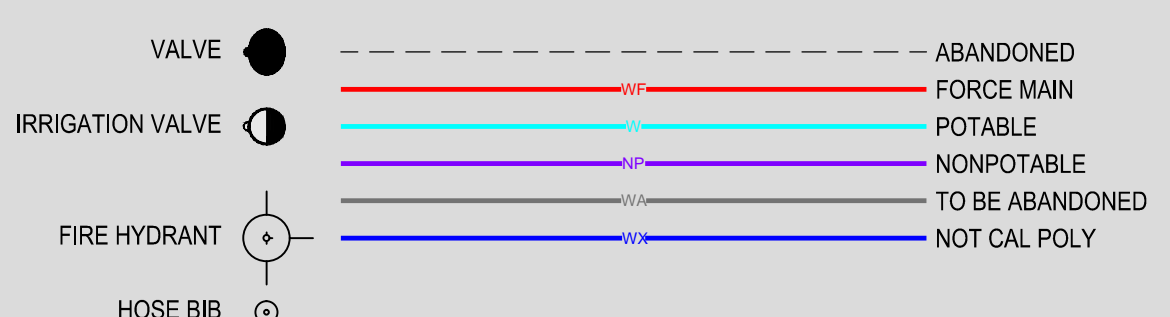 VALVE
ABANDONED
WF
FORCE MAIN
IRRIGATION VALVE
W
POTABLE
NP
NONPOTABLE
WA
TO BE ABANDONED
FIRE HYDRANT
WX
NOT CAL POLY
HOSE BIB